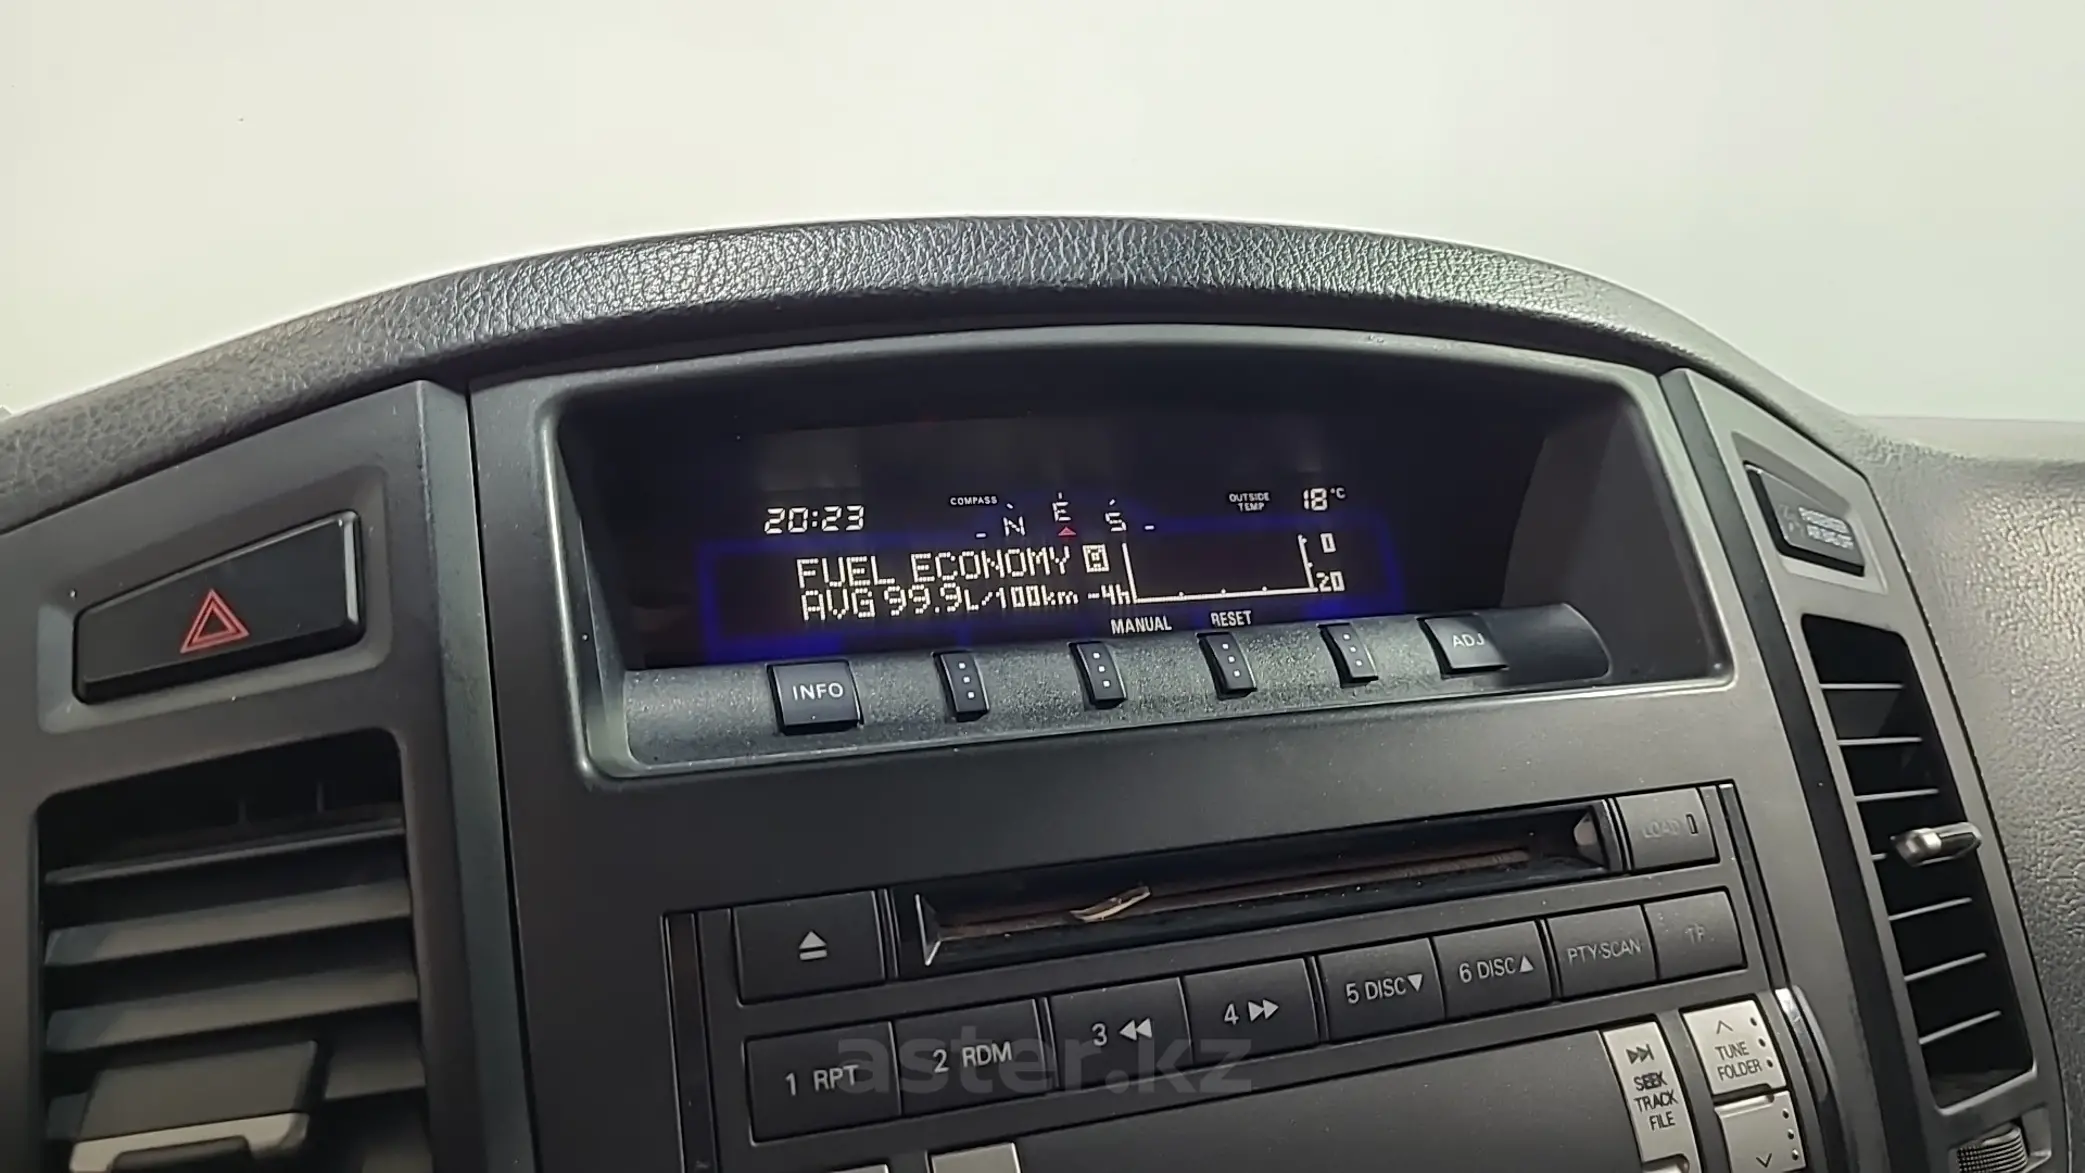 20:23
COMPASS
N E S
OUTSIDE TEMP
18°C
FUEL ECONOMY
AVG 99.9L/100km -4h
0
20
MANUAL RESET
INFO
ADJ
LOAD
1 RPT
2 RDM
3
4
5 DISC▼
6 DISC▲
PTY·SCAN
TP
SEEK
TRACK
FILE
TUNE
FOLDER
aster.kz